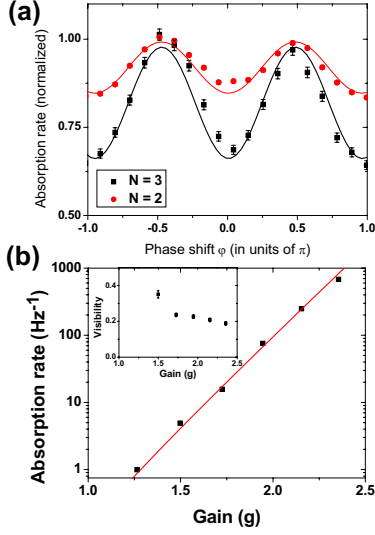 (a)
Absorption rate (normalized)
1.00
0.75
0.50
N = 3
N = 2
-1.0 -0.5 0.0 0.5 1.0
Phase shift φ (in units of π)
(b)
Absorption rate (Hz⁻¹)
1000
100
10
1
Visibility
0.4
0.2
0.0
1.0 1.5 2.0 2.5
Gain (g)
1.0 1.5 2.0 2.5
Gain (g)